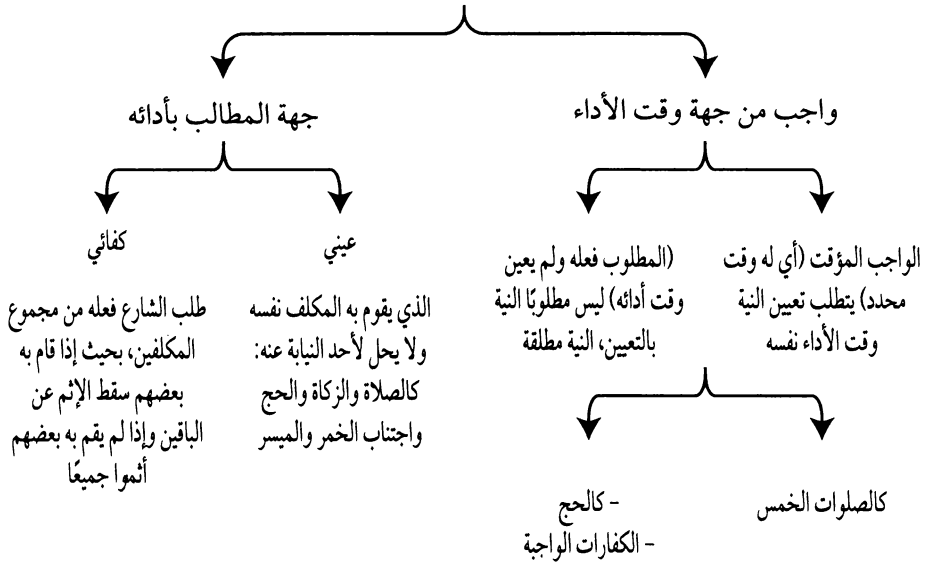 واجب من جهة وقت الأداء
جهة المطالب بأدائه
الواجب المؤقت (أي له وقت
محدد) يتطلب تعيين النية
وقت الأداء نفسه
(المطلوب فعله ولم يعين
وقت أدائه) ليس مطلوبًا النية
بالتعيين، النية مطلقة
عيني
الذي يقوم به المكلف نفسه
ولا يحل لأحد النيابة عنه:
كالصلاة والزكاة والحج
واجتناب الخمر والميسر
كفائي
طلب الشارع فعله من مجموع
المكلفين، بحيث إذا قام به
بعضهم سقط الإثم عن
الباقين وإذا لم يقم به بعضهم
أثموا جميعًا
كالصلوات الخمس
- كالحج
- الكفارات الواجبة